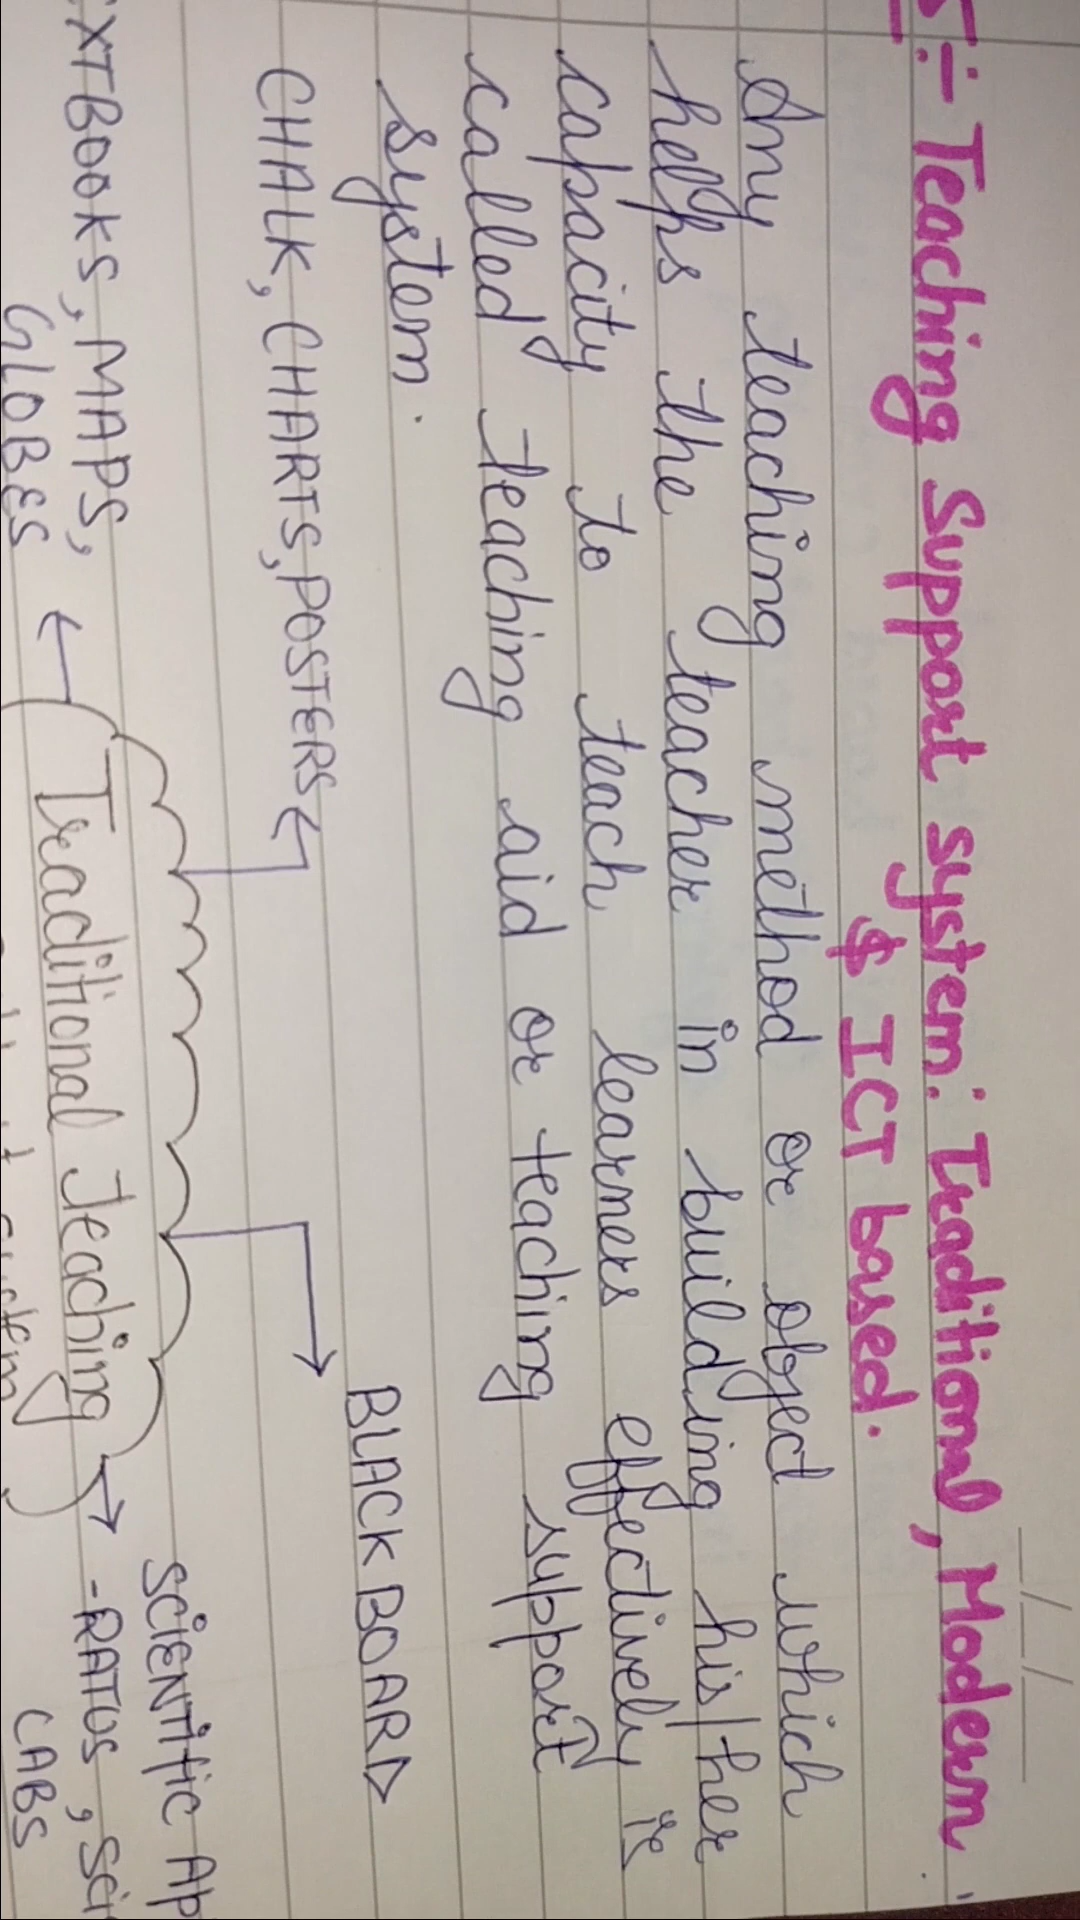 5:- Teaching Support system: Traditional, Modern
& ICT based.
Any teaching method or object which
helps the teacher in building his/her
capacity to teach learners effectively is
called teaching aid or teaching support
system.
BLACK BOARD
CHALK, CHARTS, POSTERS
SCIENTIFIC AP
-RATUS, SCI
LABS
EXTBOOKS, MAPS,
GLOBES
Traditional Teaching